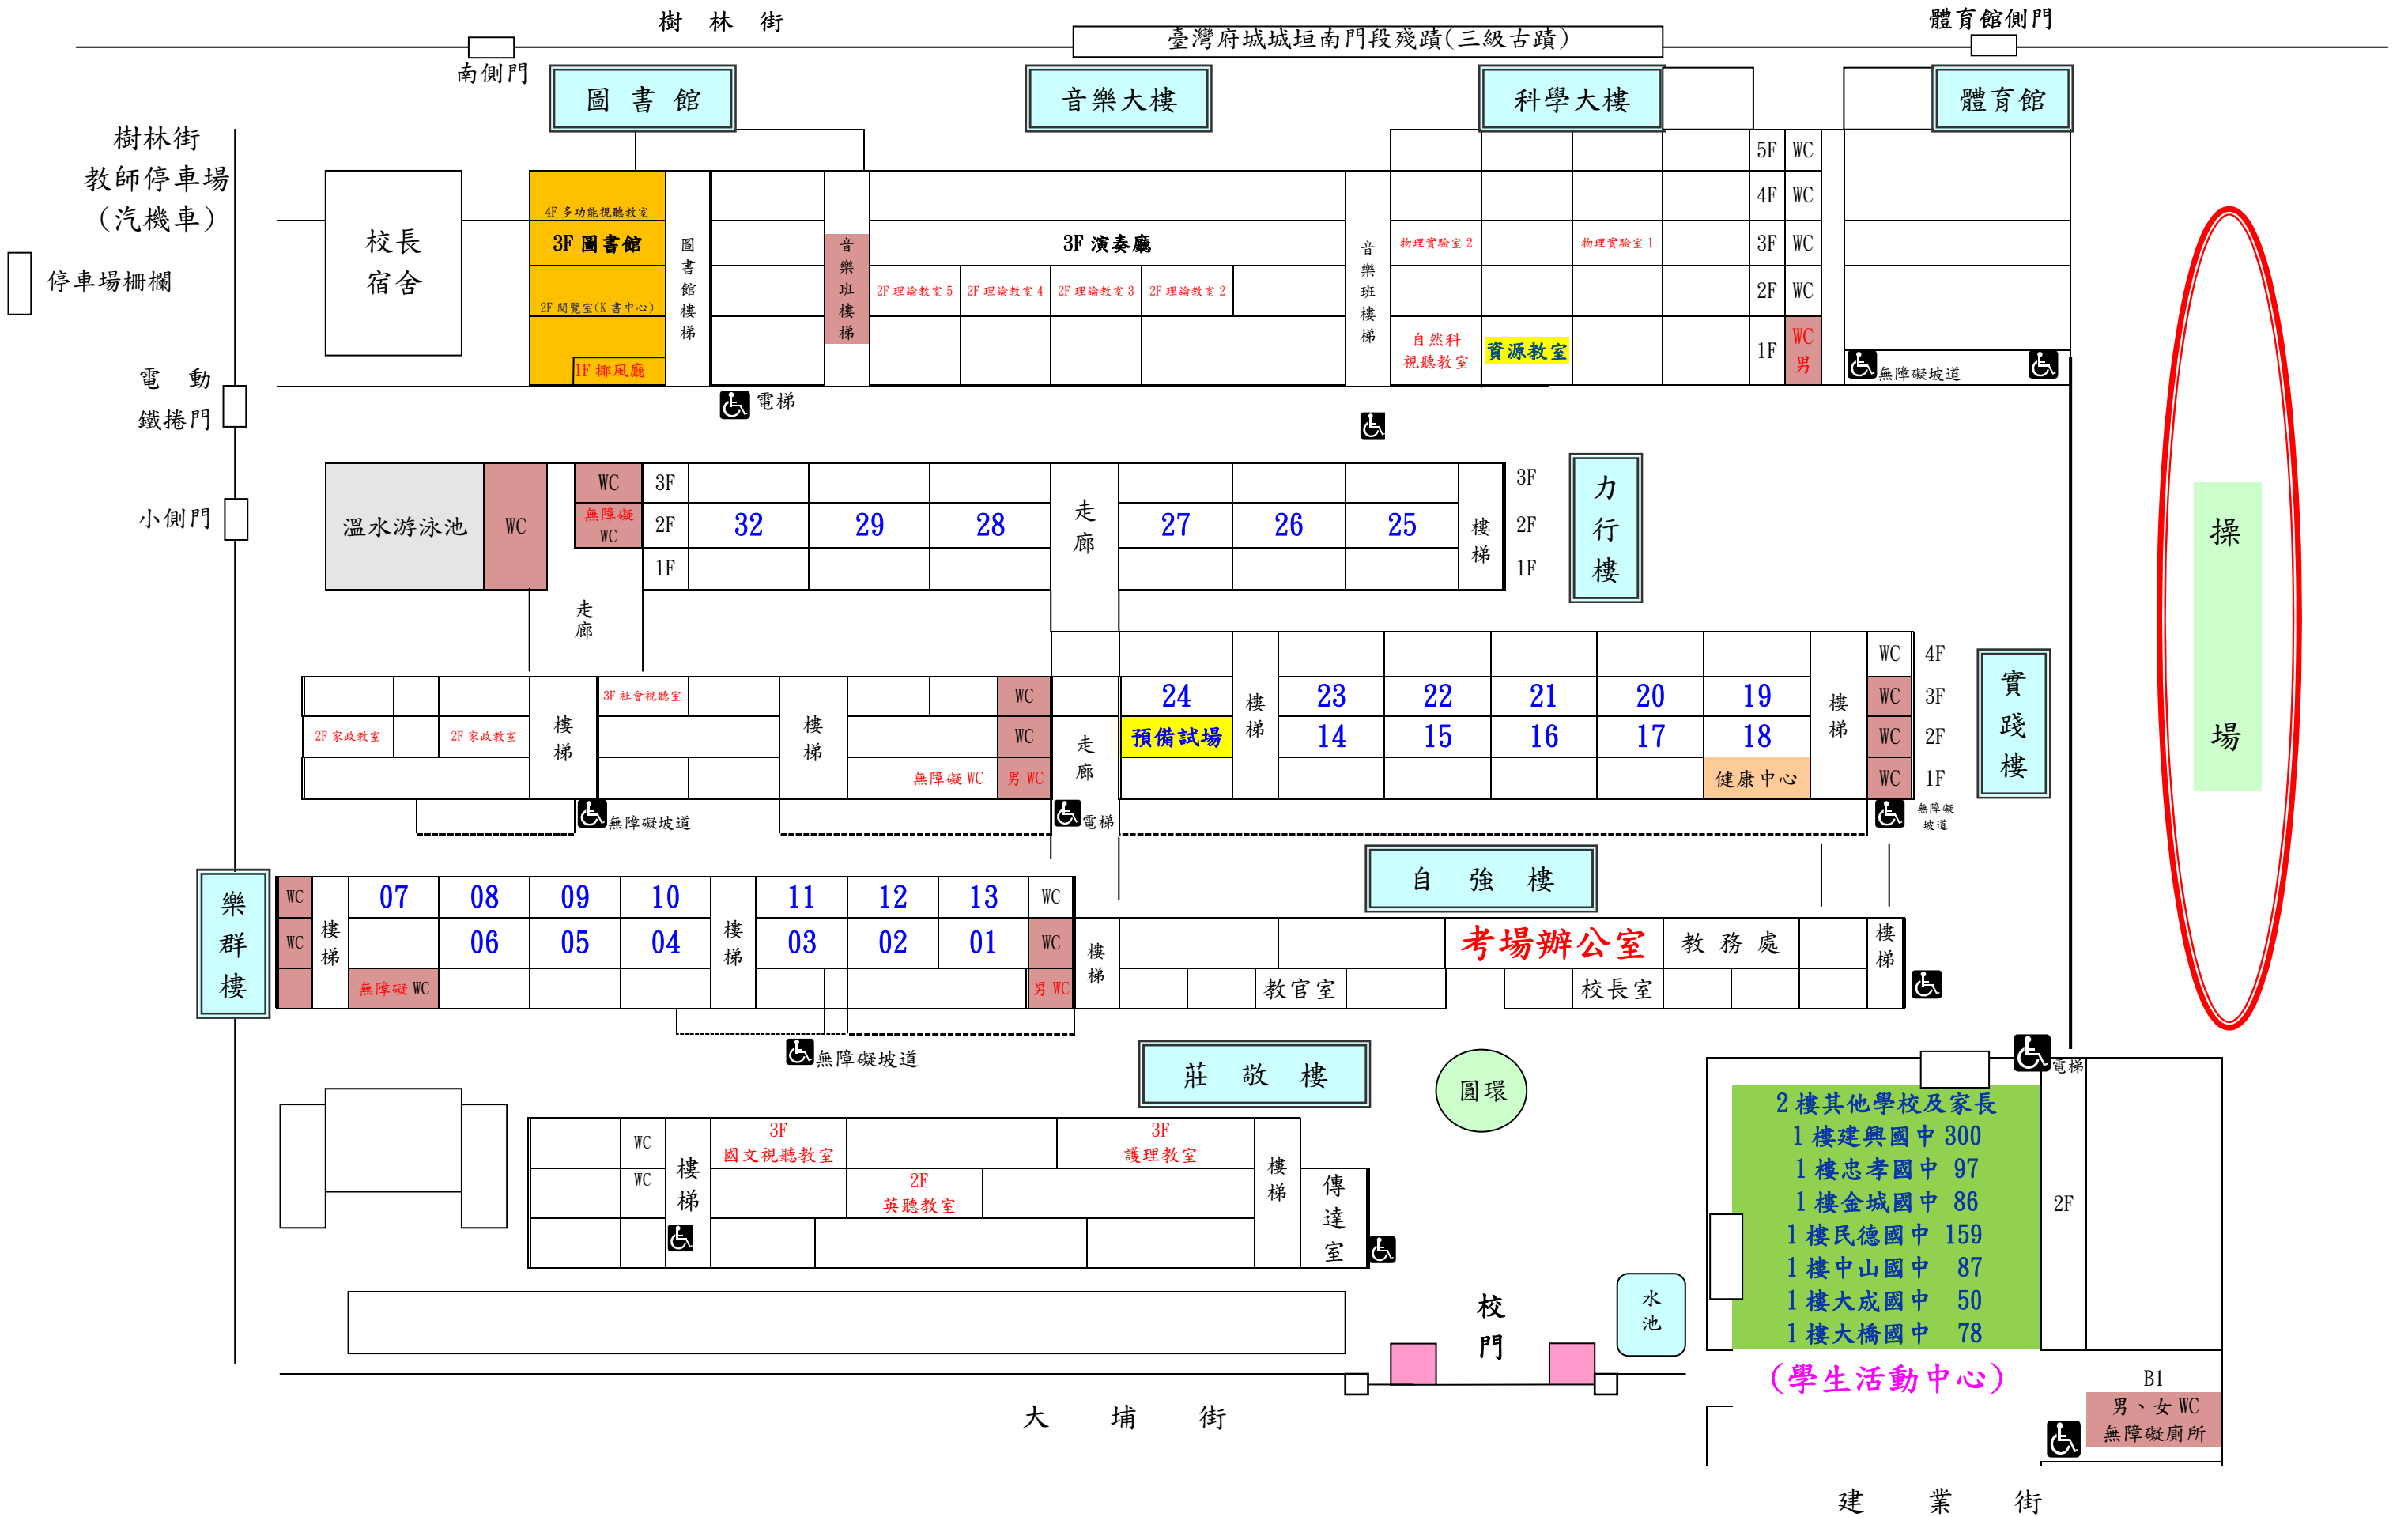 樹 林 街
臺灣府城城垣南門段殘蹟(三級古蹟)
體育館側門
南側門
圖 書 館
音樂大樓
科學大樓
體育館
樹林街
教師停車場
(汽機車)
停車場柵欄
校長
宿舍
4F 多功能視聽教室
3F 圖書館
2F 閱覽室(K 書中心)
1F 椰風廳
圖書館樓梯
音樂班樓梯
3F 演奏廳
2F 理論教室 5
2F 理論教室 4
2F 理論教室 3
2F 理論教室 2
音樂班樓梯
5F WC
4F WC
物理實驗室 2
物理實驗室 1
3F WC
2F WC
自然科
視聽教室
資源教室
1F
WC
男
無障礙坡道
電梯
電 動
鐵捲門
小側門
溫水游泳池
WC
WC
無障礙
WC
3F
2F
1F
32
29
28
走廊
27
26
25
樓梯
3F
2F
1F
力行樓
操場
走廊
WC
4F
3F 社會視聽室
WC
24
23
22
21
20
19
WC
3F
2F 家政教室
2F 家政教室
樓梯
樓梯
WC
走廊
預備試場
樓梯
14
15
16
17
18
樓梯
WC
2F
無障礙 WC
男 WC
健康中心
WC
1F
實踐樓
無障礙坡道
電梯
無障礙
坡道
自 強 樓
樂群樓
WC
07
08
09
10
11
12
13
WC
WC
樓梯
06
05
04
樓梯
03
02
01
WC
樓梯
考場辦公室
教 務 處
樓梯
無障礙 WC
男 WC
教官室
校長室
無障礙坡道
莊 敬 樓
圓環
電梯
WC
樓梯
3F
國文視聽教室
3F
護理教室
樓梯
WC
2F
英聽教室
傳達室
2 樓其他學校及家長
1 樓建興國中 300
1 樓忠孝國中 97
1 樓金城國中 86
1 樓民德國中 159
1 樓中山國中 87
1 樓大成國中 50
1 樓大橋國中 78
(學生活動中心)
2F
水池
校門
B1
男、女 WC
無障礙廁所
大 埔 街
建 業 街